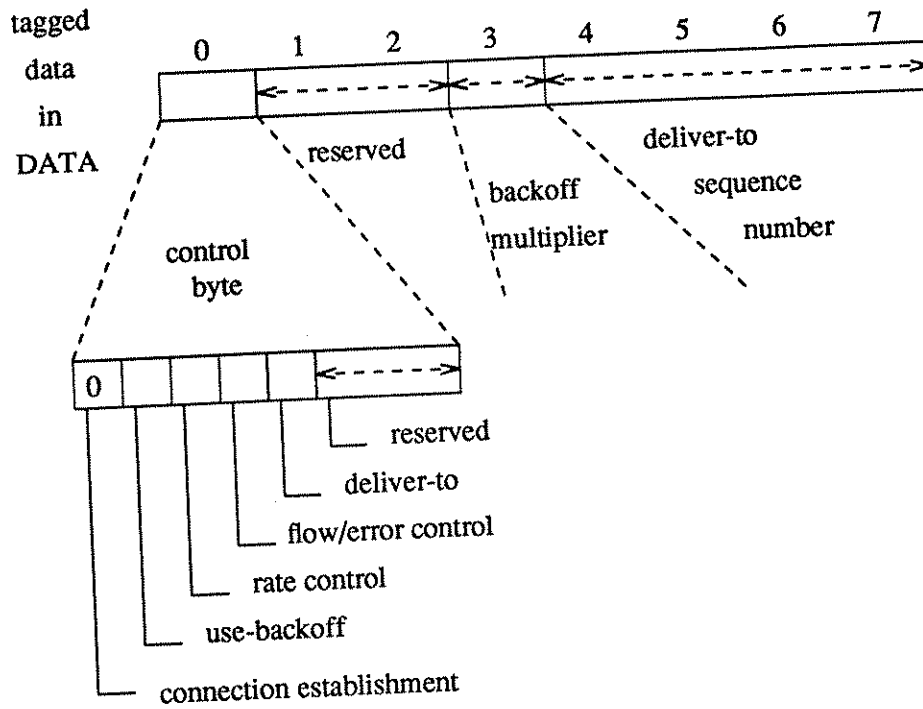 tagged
data
in
DATA
0 1 2 3 4 5 6 7
reserved
backoff
multiplier
deliver-to
sequence
number
control
byte
0
reserved
deliver-to
flow/error control
rate control
use-backoff
connection establishment